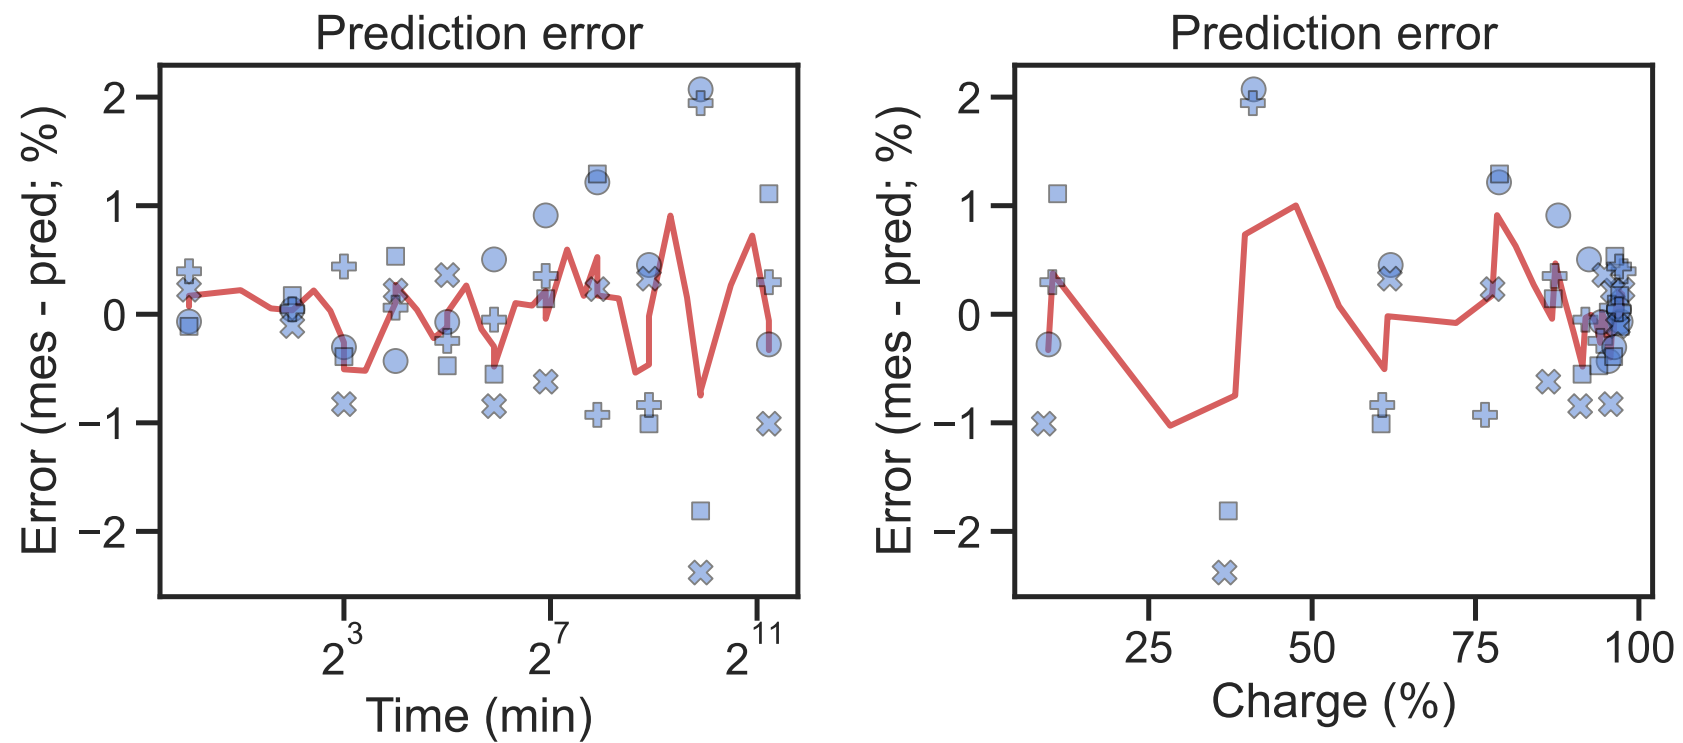 Prediction error
2
1
0
−1
−2
Error (mes - pred; %)
2^3
2^7
2^11
Time (min)
Prediction error
2
1
0
−1
−2
Error (mes - pred; %)
25
50
75
100
Charge (%)